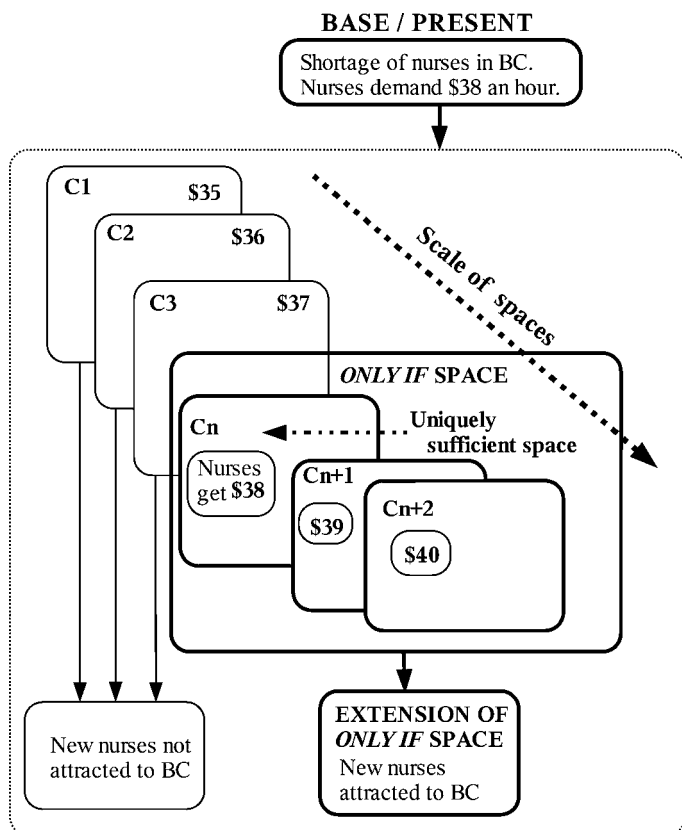 BASE / PRESENT
Shortage of nurses in BC.
Nurses demand $38 an hour.
C1 $35
C2 $36
C3 $37
Scale of spaces
ONLY IF SPACE
Cn
Uniquely
sufficient space
Nurses
get $38
Cn+1
$39
Cn+2
$40
New nurses not
attracted to BC
EXTENSION OF
ONLY IF SPACE
New nurses
attracted to BC